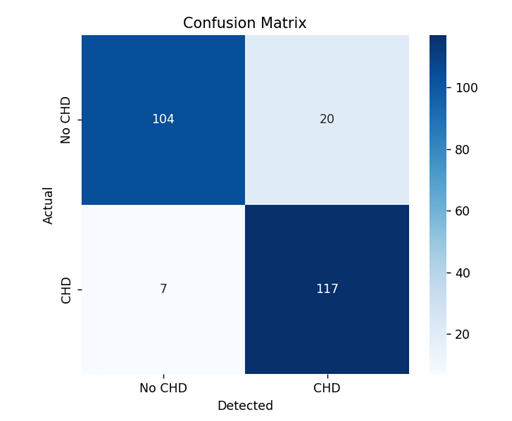 Confusion Matrix
Actual
No CHD
104
20
CHD
7
117
No CHD
CHD
Detected
100
80
60
40
20